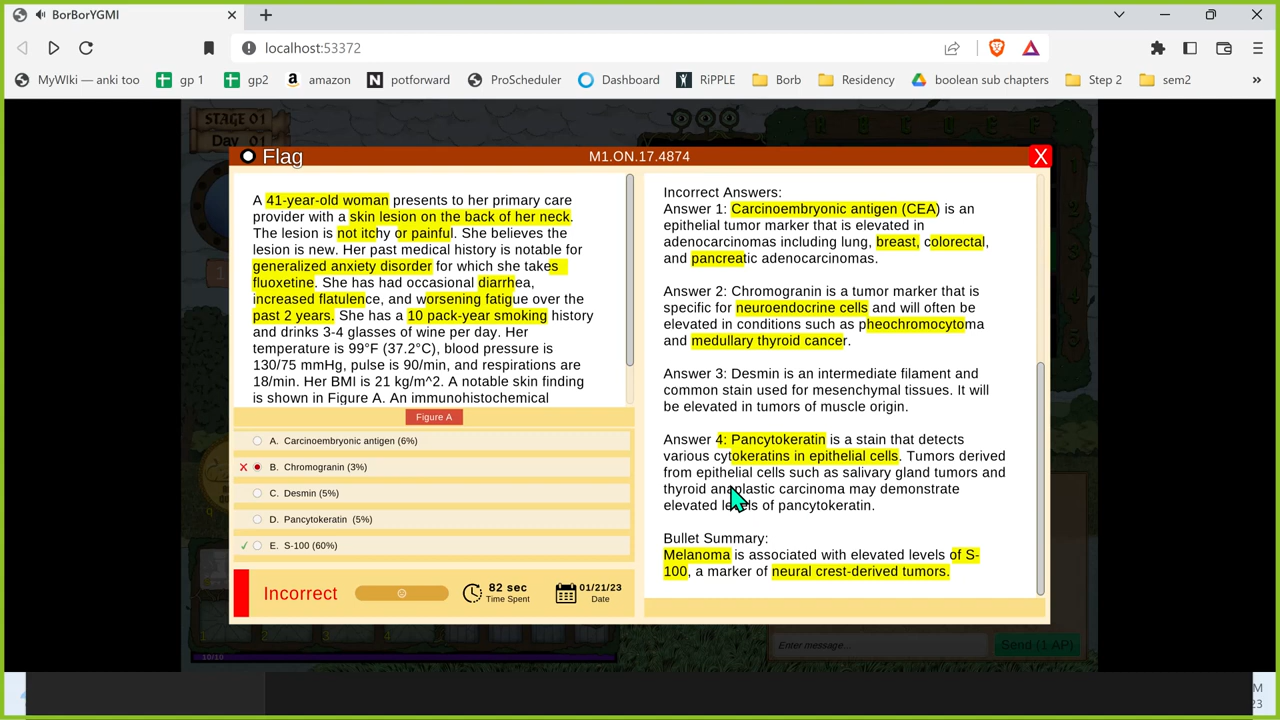 BorBorYGMI
localhost:53372
MyWIki — anki too
gp 1
gp2
amazon
potforward
ProScheduler
Dashboard
RiPPLE
Borb
Residency
boolean sub chapters
Step 2
sem2
»
STAGE 01
Day 01
Flag
M1.ON.17.4874
X
A 41-year-old woman presents to her primary care
provider with a skin lesion on the back of her neck.
The lesion is not itchy or painful. She believes the
lesion is new. Her past medical history is notable for
generalized anxiety disorder for which she takes
fluoxetine. She has had occasional diarrhea,
increased flatulence, and worsening fatigue over the
past 2 years. She has a 10 pack-year smoking history
and drinks 3-4 glasses of wine per day. Her
temperature is 99°F (37.2°C), blood pressure is
130/75 mmHg, pulse is 90/min, and respirations are
18/min. Her BMI is 21 kg/m^2. A notable skin finding
is shown in Figure A. An immunohistochemical
Figure A
A. Carcinoembryonic antigen (6%)
B. Chromogranin (3%)
C. Desmin (5%)
D. Pancytokeratin (5%)
E. S-100 (60%)
Incorrect
82 sec
Time Spent
01/21/23
Date
Incorrect Answers:
Answer 1: Carcinoembryonic antigen (CEA) is an
epithelial tumor marker that is elevated in
adenocarcinomas including lung, breast, colorectal,
and pancreatic adenocarcinomas.
Answer 2: Chromogranin is a tumor marker that is
specific for neuroendocrine cells and will often be
elevated in conditions such as pheochromocytoma
and medullary thyroid cancer.
Answer 3: Desmin is an intermediate filament and
common stain used for mesenchymal tissues. It will
be elevated in tumors of muscle origin.
Answer 4: Pancytokeratin is a stain that detects
various cytokeratins in epithelial cells. Tumors derived
from epithelial cells such as salivary gland tumors and
thyroid anaplastic carcinoma may demonstrate
elevated levels of pancytokeratin.
Bullet Summary:
Melanoma is associated with elevated levels of S-
100, a marker of neural crest-derived tumors.
1
2
3
4
10/10
Enter message...
Send (1 AP)
M
23